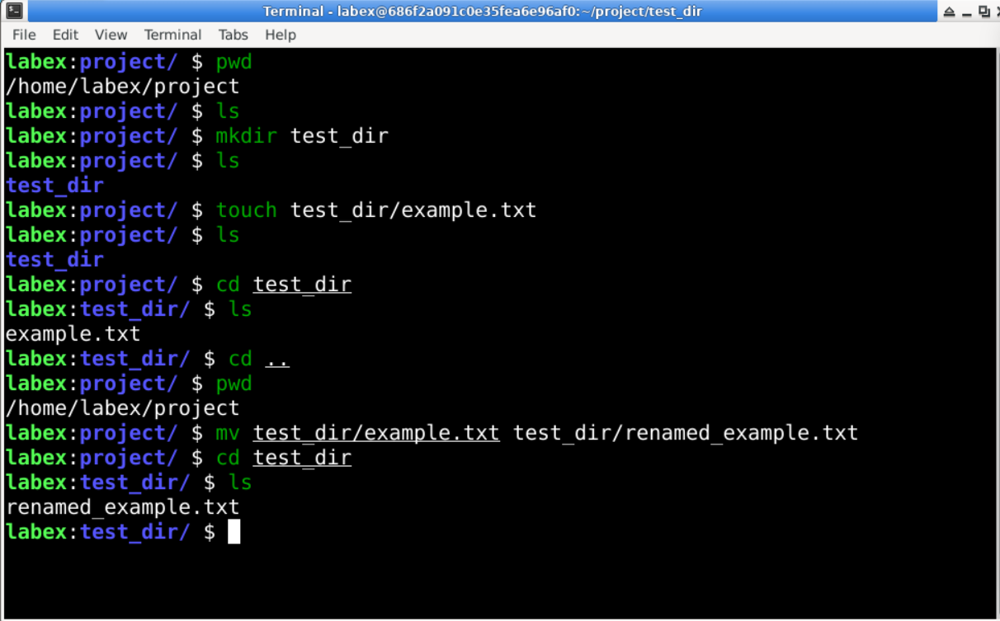 Terminal - labex@686f2a091c0e35fea6e96af0:~/project/test_dir
File Edit View Terminal Tabs Help
labex:project/ $ pwd
/home/labex/project
labex:project/ $ ls
labex:project/ $ mkdir test_dir
labex:project/ $ ls
test_dir
labex:project/ $ touch test_dir/example.txt
labex:project/ $ ls
test_dir
labex:project/ $ cd test_dir
labex:test_dir/ $ ls
example.txt
labex:test_dir/ $ cd ..
labex:project/ $ pwd
/home/labex/project
labex:project/ $ mv test_dir/example.txt test_dir/renamed_example.txt
labex:project/ $ cd test_dir
labex:test_dir/ $ ls
renamed_example.txt
labex:test_dir/ $